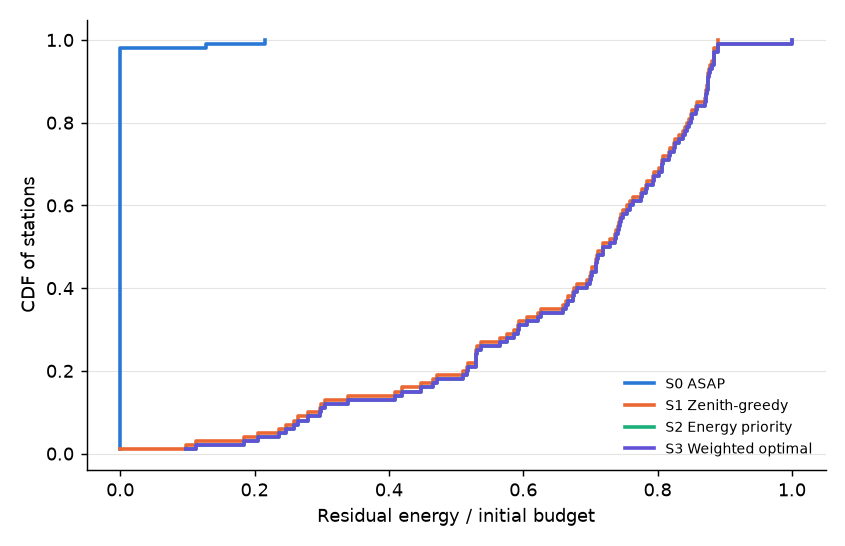 1.0
0.8
0.6
0.4
0.2
0.0
CDF of stations
S0 ASAP
S1 Zenith-greedy
S2 Energy priority
S3 Weighted optimal
0.0 0.2 0.4 0.6 0.8 1.0
Residual energy / initial budget